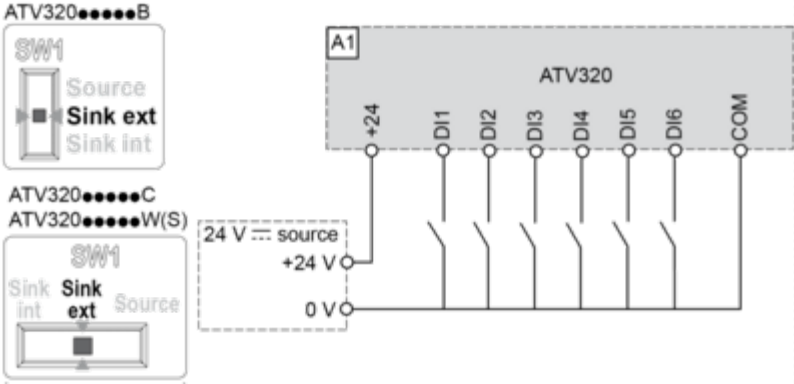 ATV320●●●●●B
SW1
Source
Sink ext
Sink int
ATV320●●●●●C
ATV320●●●●●W(S)
SW1
Sink int
Sink ext
Source
A1
ATV320
+24
DI1
DI2
DI3
DI4
DI5
DI6
COM
24 V ⎓ source
+24 V
0 V